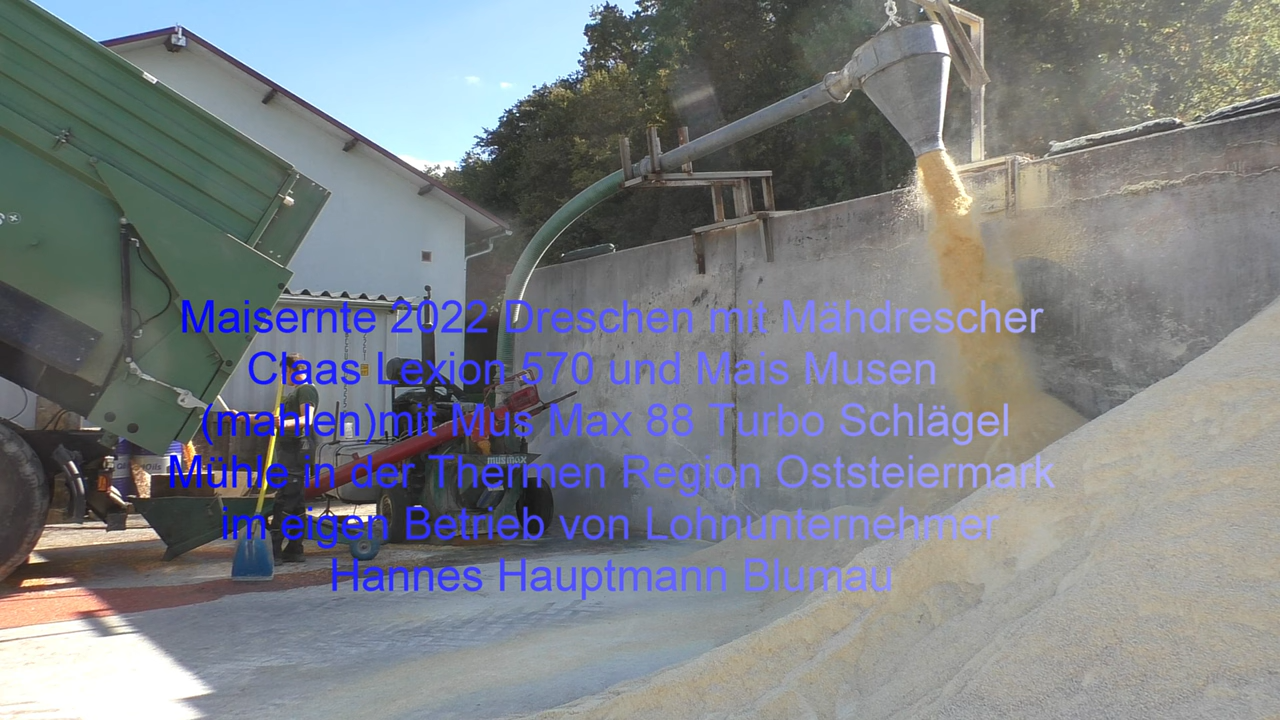 Maisernte 2022 Dreschen mit Mähdrescher
Claas Lexion 570 und Mais Musen
(mahlen)mit Mus Max 88 Turbo Schlägel
Mühle in der Thermen Region Oststeiermark
im eigen Betrieb von Lohnunternehmer
Hannes Hauptmann Blumau
musmax